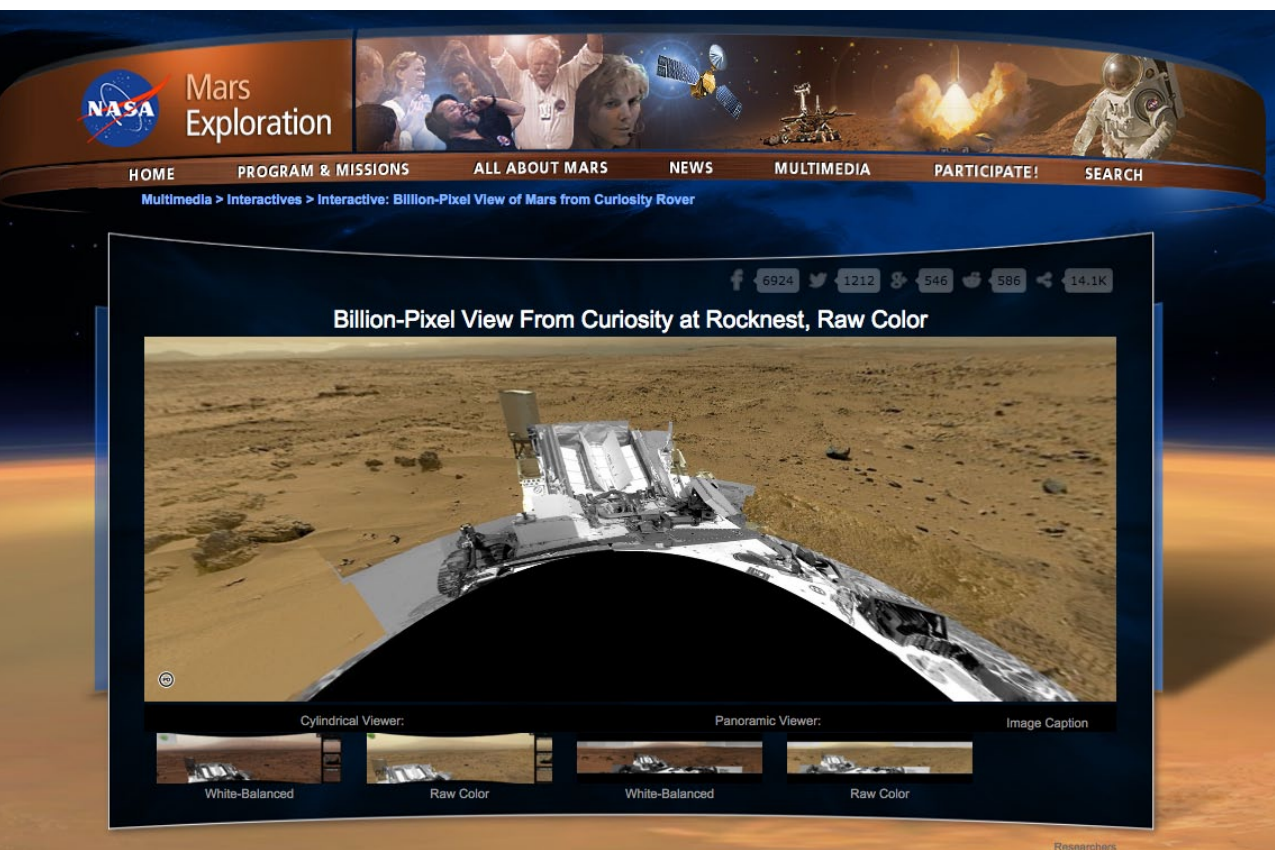 NASA
Mars
Exploration
HOME PROGRAM & MISSIONS ALL ABOUT MARS NEWS MULTIMEDIA PARTICIPATE! SEARCH
Multimedia > Interactives > Interactive: Billion-Pixel View of Mars from Curiosity Rover
6924 1212 546 586 14.1K
Billion-Pixel View From Curiosity at Rocknest, Raw Color
Cylindrical Viewer: Panoramic Viewer: Image Caption
White-Balanced Raw Color White-Balanced Raw Color
Researchers